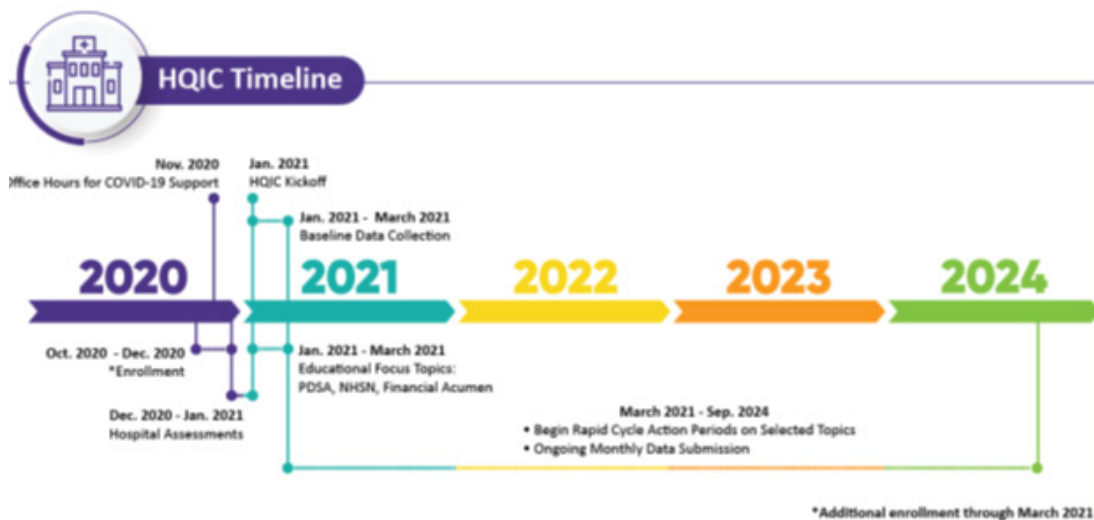 HQIC Timeline
Nov. 2020
Office Hours for COVID-19 Support
Jan. 2021
HQIC Kickoff
Jan. 2021 - March 2021
Baseline Data Collection
2020
2021
2022
2023
2024
Oct. 2020 - Dec. 2020
*Enrollment
Jan. 2021 - March 2021
Educational Focus Topics:
PDSA, NHSN, Financial Acumen
Dec. 2020 - Jan. 2021
Hospital Assessments
March 2021 - Sep. 2024
• Begin Rapid Cycle Action Periods on Selected Topics
• Ongoing Monthly Data Submission
*Additional enrollment through March 2021